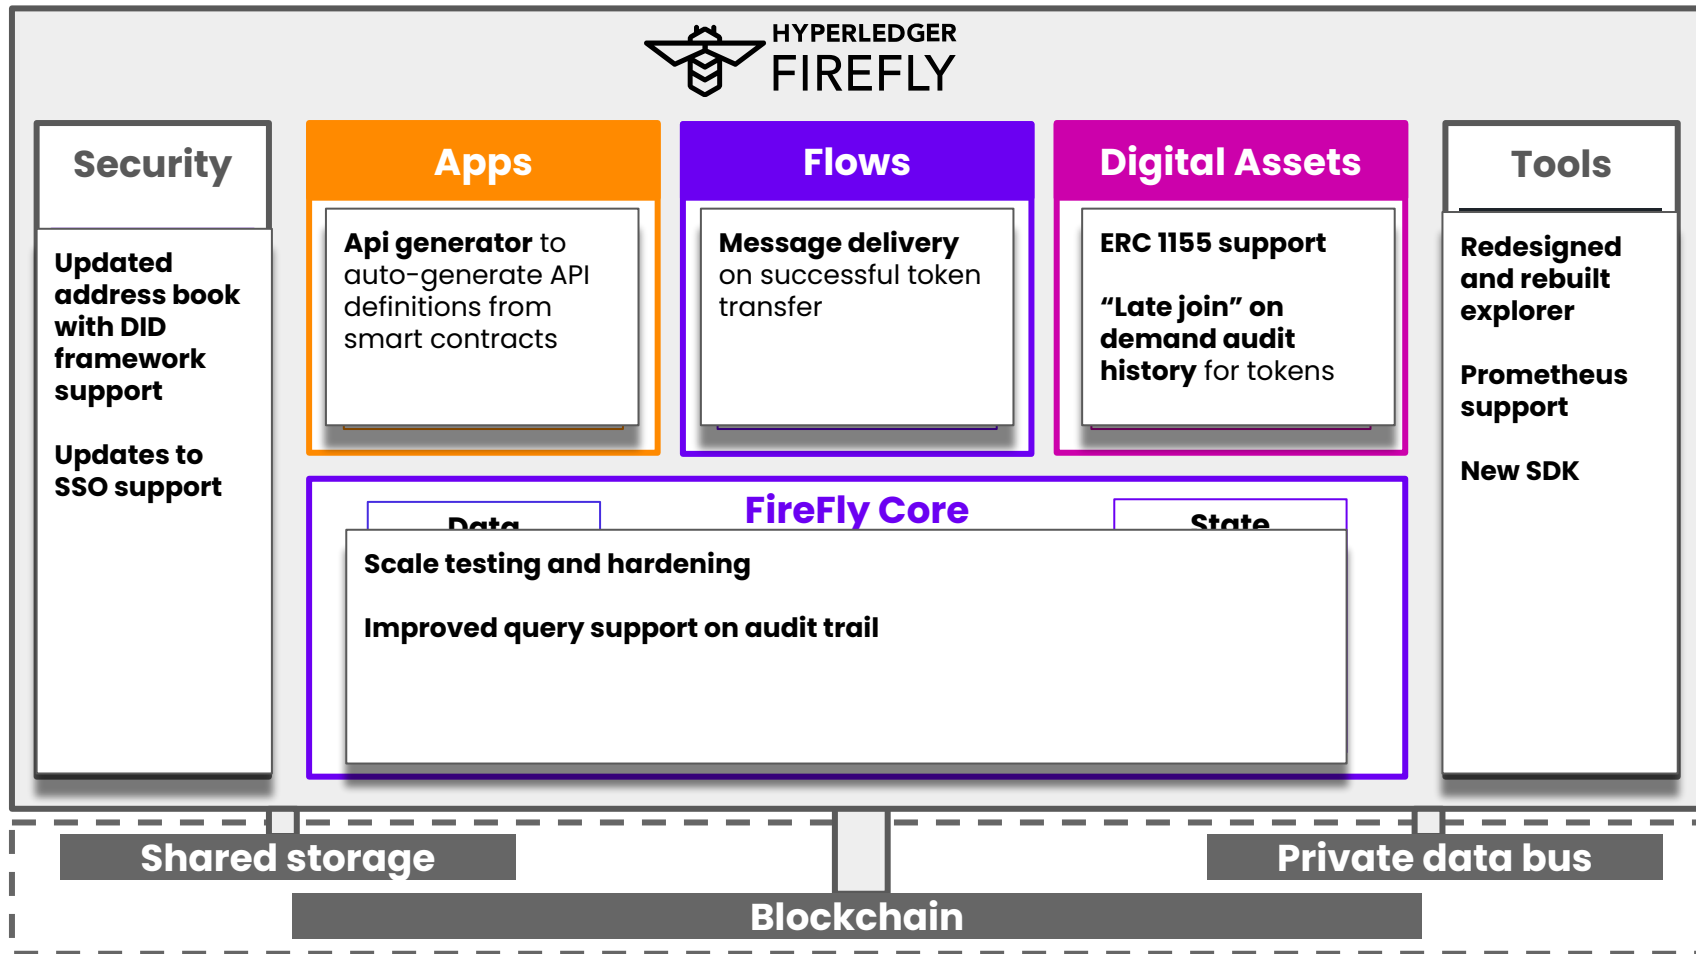 HYPERLEDGER
FIREFLY
Security
Updated
address book
with DID
framework
support
Updates to
SSO support
Apps
Api generator to
auto-generate API
definitions from
smart contracts
Flows
Message delivery
on successful token
transfer
Digital Assets
ERC 1155 support
“Late join” on
demand audit
history for tokens
Tools
Redesigned
and rebuilt
explorer
Prometheus
support
New SDK
FireFly Core
Data
State
Scale testing and hardening
Improved query support on audit trail
Shared storage
Private data bus
Blockchain